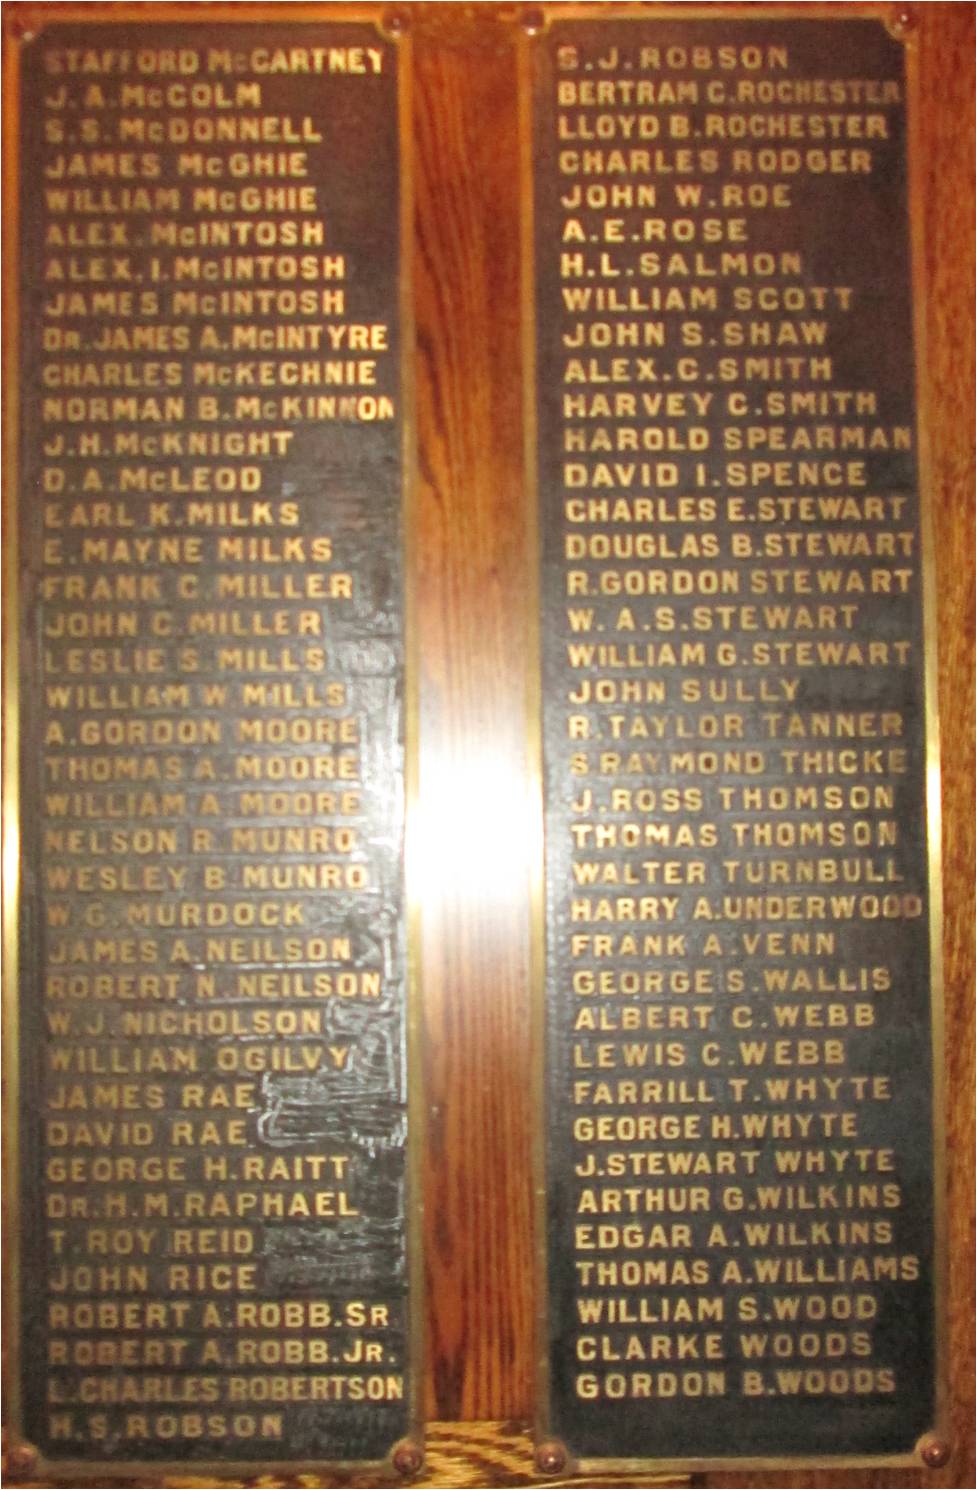 STAFFORD McCARTNEY
J.A.McCOLM
S.S.McDONNELL
JAMES McGHIE
WILLIAM McGHIE
ALEX.McINTOSH
ALEX.I.McINTOSH
JAMES McINTOSH
DR.JAMES A.McINTYRE
CHARLES McKECHNIE
NORMAN B.McKINNON
J.H.McKNIGHT
D.A.McLEOD
EARL K.MILKS
E.MAYNE MILKS
FRANK C.MILLER
JOHN C.MILLER
LESLIE S.MILLS
WILLIAM W.MILLS
A.GORDON MOORE
THOMAS A.MOORE
WILLIAM A.MOORE
NELSON R.MUNRO
WESLEY B.MUNRO
W.G.MURDOCK
JAMES A.NEILSON
ROBERT N.NEILSON
W.J.NICHOLSON
WILLIAM OGILVY
JAMES RAE
DAVID RAE
GEORGE H.RAITT
DR.H.M.RAPHAEL
T.ROY REID
JOHN RICE
ROBERT A.ROBB.SR
ROBERT A.ROBB.JR.
L.CHARLES ROBERTSON
H.S.ROBSON
S.J.ROBSON
BERTRAM C.ROCHESTER
LLOYD B.ROCHESTER
CHARLES RODGER
JOHN W.ROE
A.E.ROSE
H.L.SALMON
WILLIAM SCOTT
JOHN S.SHAW
ALEX.C.SMITH
HARVEY C.SMITH
HAROLD SPEARMAN
DAVID I.SPENCE
CHARLES E.STEWART
DOUGLAS B.STEWART
R.GORDON STEWART
W.A.S.STEWART
WILLIAM G.STEWART
JOHN SULLY
R.TAYLOR TANNER
S.RAYMOND THICKE
J.ROSS THOMSON
THOMAS THOMSON
WALTER TURNBULL
HARRY A.UNDERWOOD
FRANK A.VENN
GEORGE S.WALLIS
ALBERT C.WEBB
LEWIS C.WEBB
FARRILL T.WHYTE
GEORGE H.WHYTE
J.STEWART WHYTE
ARTHUR G.WILKINS
EDGAR A.WILKINS
THOMAS A.WILLIAMS
WILLIAM S.WOOD
CLARKE WOODS
GORDON B.WOODS